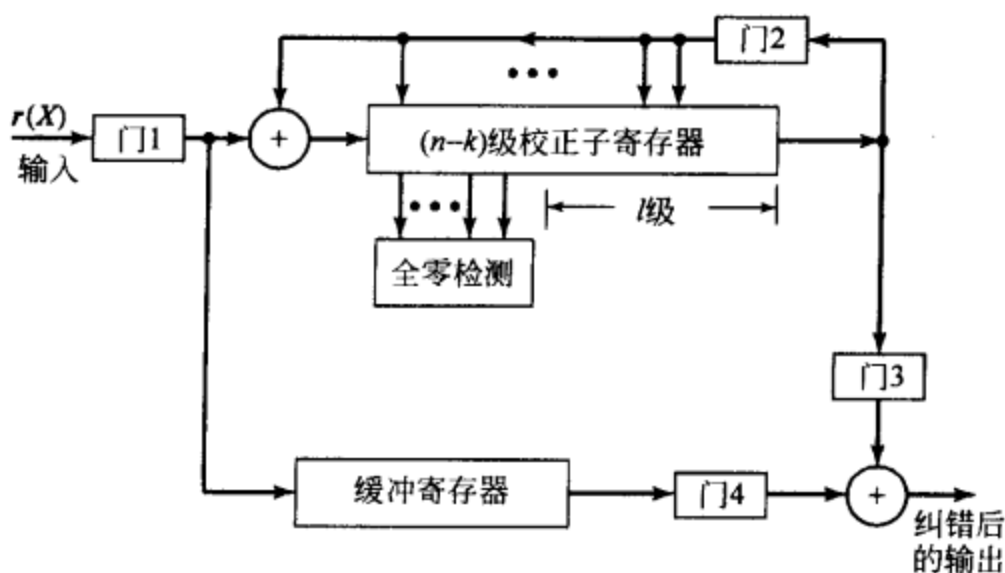 门2
r(X)
输入
门1
+
(n-k)级校正子寄存器
l级
全零检测
门3
缓冲寄存器
门4
+
纠错后
的输出